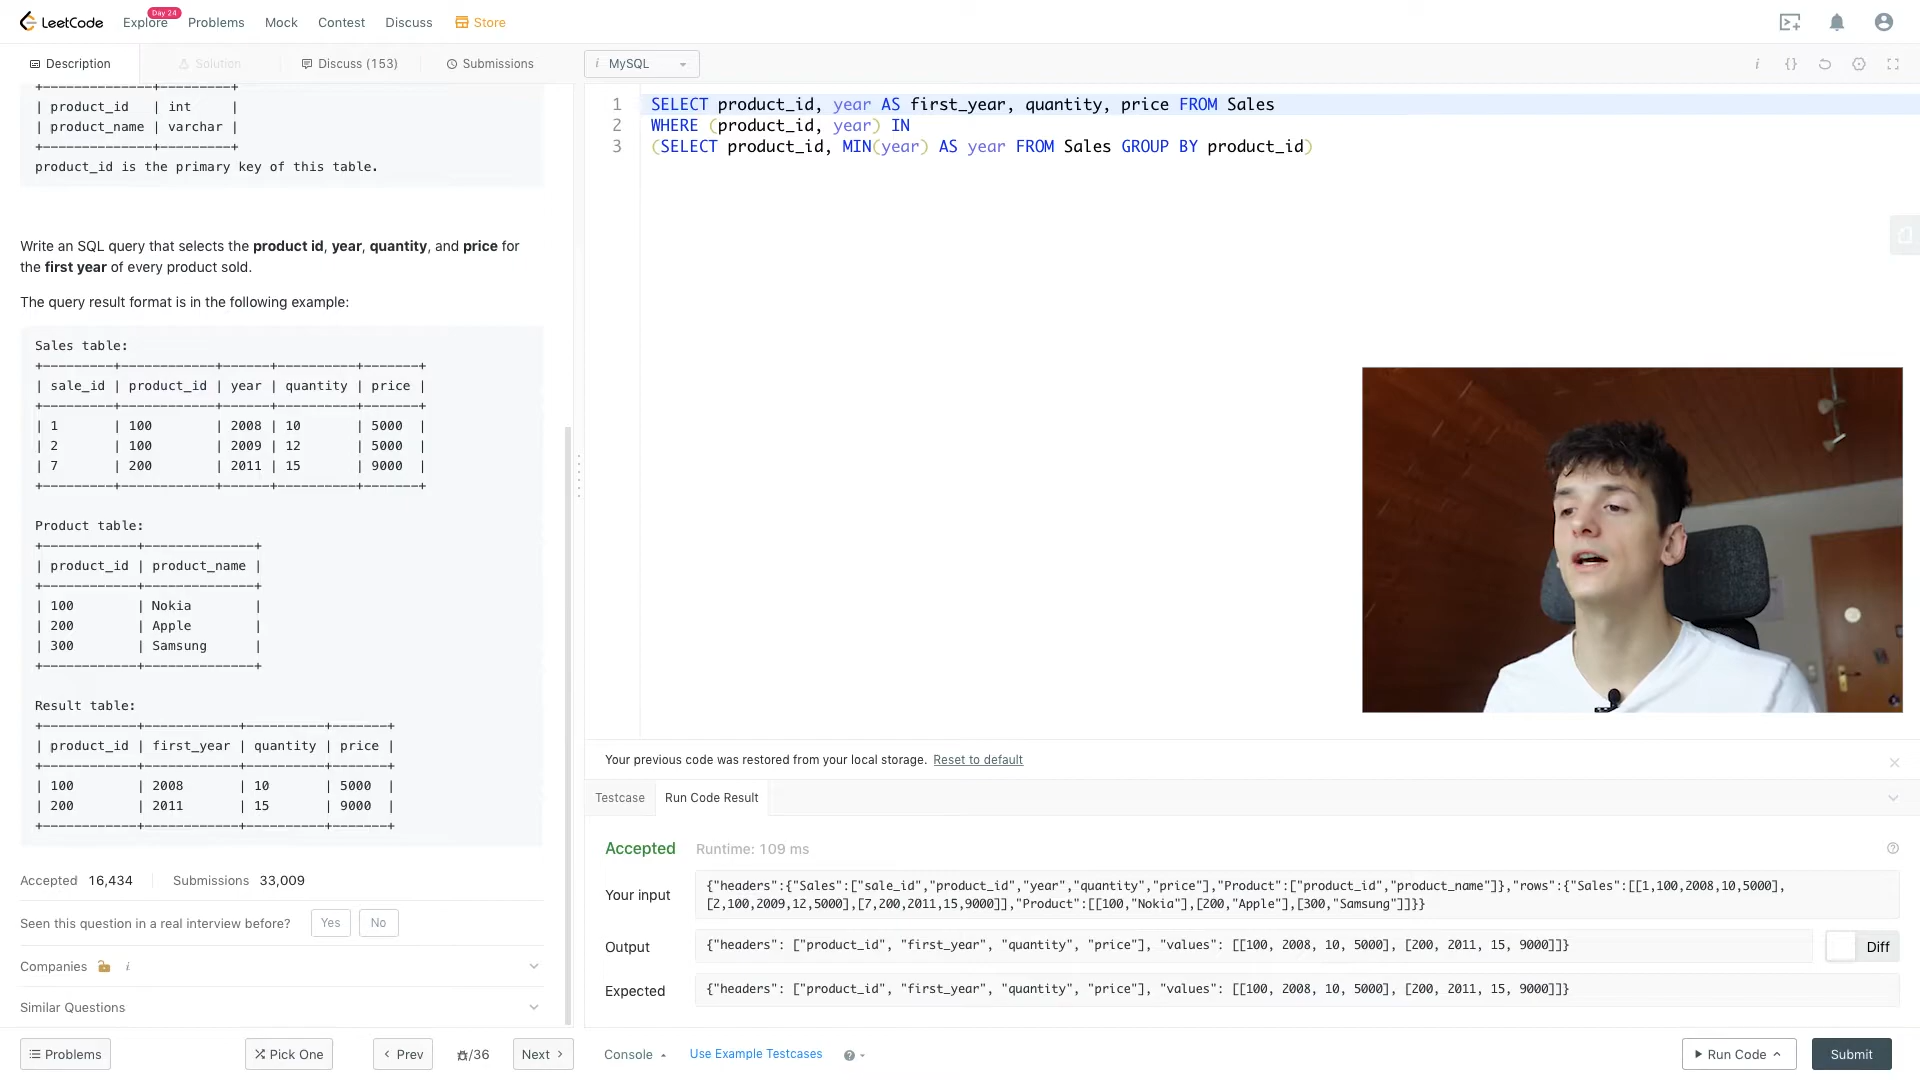 LeetCode Explore Day 24 Problems Mock Contest Discuss Store
Description Solution Discuss (153) Submissions i MySQL
+--------------+---------+
| product_id   | int     |
| product_name | varchar |
+--------------+---------+
product_id is the primary key of this table.
Write an SQL query that selects the product id, year, quantity, and price for
the first year of every product sold.
The query result format is in the following example:
Sales table:
+---------+------------+------+----------+-------+
| sale_id | product_id | year | quantity | price |
+---------+------------+------+----------+-------+
| 1       | 100        | 2008 | 10       | 5000  |
| 2       | 100        | 2009 | 12       | 5000  |
| 7       | 200        | 2011 | 15       | 9000  |
+---------+------------+------+----------+-------+
Product table:
+------------+--------------+
| product_id | product_name |
+------------+--------------+
| 100        | Nokia        |
| 200        | Apple        |
| 300        | Samsung      |
+------------+--------------+
Result table:
+------------+------------+----------+-------+
| product_id | first_year | quantity | price |
+------------+------------+----------+-------+
| 100        | 2008       | 10       | 5000  |
| 200        | 2011       | 15       | 9000  |
+------------+------------+----------+-------+
Accepted 16,434 Submissions 33,009
Seen this question in a real interview before? Yes No
Companies i
Similar Questions
Problems Pick One < Prev /36 Next >
1 SELECT product_id, year AS first_year, quantity, price FROM Sales
2 WHERE (product_id, year) IN
3 (SELECT product_id, MIN(year) AS year FROM Sales GROUP BY product_id)
Your previous code was restored from your local storage. Reset to default
Testcase Run Code Result
Accepted Runtime: 109 ms
Your input
{"headers":{"Sales":["sale_id","product_id","year","quantity","price"],"Product":["product_id","product_name"]},"rows":{"Sales":[[1,100,2008,10,5000],
[2,100,2009,12,5000],[7,200,2011,15,9000]],"Product":[[100,"Nokia"],[200,"Apple"],[300,"Samsung"]]}}
Output {"headers": ["product_id", "first_year", "quantity", "price"], "values": [[100, 2008, 10, 5000], [200, 2011, 15, 9000]]} Diff
Expected {"headers": ["product_id", "first_year", "quantity", "price"], "values": [[100, 2008, 10, 5000], [200, 2011, 15, 9000]]}
Console Use Example Testcases ? Run Code Submit